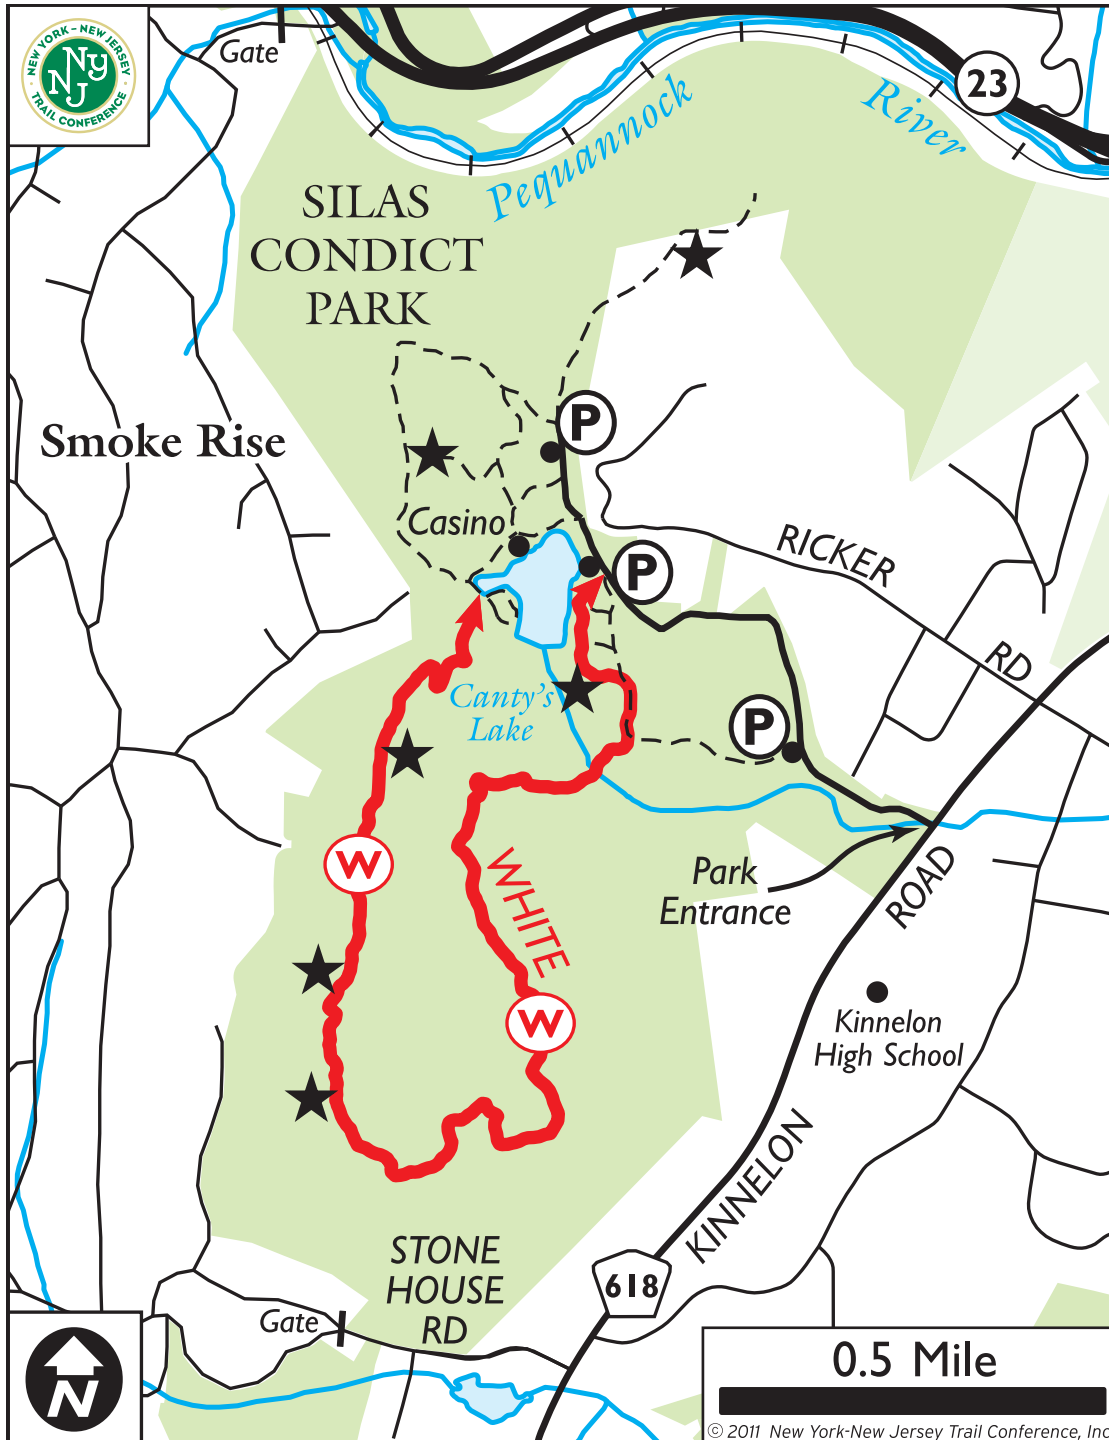 NEW YORK - NEW JERSEY
NY
NJ
TRAIL CONFERENCE
Gate
23
Pequannock
River
SILAS
CONDICT
PARK
P
Smoke Rise
Casino
RICKER
RD
P
Canty's
Lake
P
W
WHITE
Park
Entrance
ROAD
W
Kinnelon
High School
KINNELON
STONE
HOUSE
RD
618
Gate
N
0.5 Mile
© 2011 New York-New Jersey Trail Conference, Inc